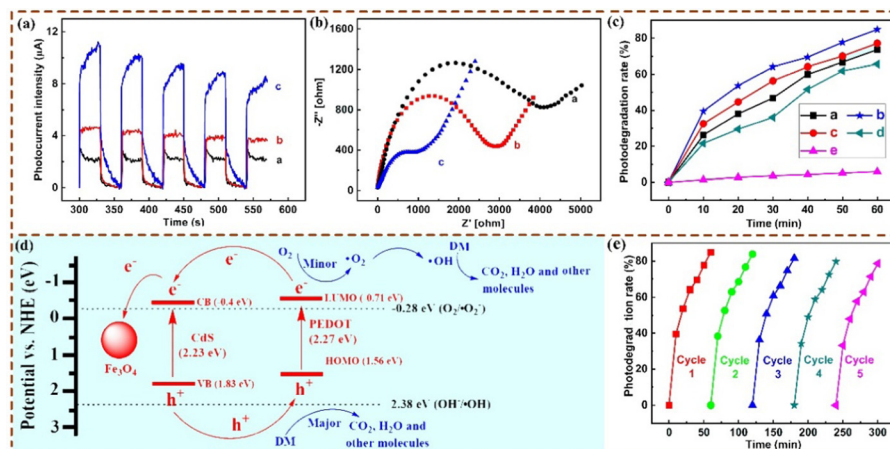 (a)
Photocurrent intensity (μA)
12
8
4
0
c
b
a
300 350 400 450 500 550 600
Time (s)
(b)
-Z'' [ohm]
1600
1200
800
400
0
a
b
c
0 1000 2000 3000 4000 5000
Z' [ohm]
(c)
Photodegradation rate (%)
80
60
40
20
0
a b
c d
e
0 10 20 30 40 50 60
Time (min)
(d)
Potential vs. NHE (eV)
-1
0
1
2
3
e⁻
e⁻
O₂ Minor •O₂
•OH
DM
CO₂, H₂O and other
molecules
e⁻
CB (-0.4 eV)
e⁻
LUMO (-0.71 eV)
-0.28 eV (O₂/•O₂⁻)
CdS
(2.23 eV)
PEDOT
(2.27 eV)
Fe₃O₄
VB (1.83 eV)
h⁺
HOMO (1.56 eV)
h⁺
2.38 eV (OH⁻/•OH)
h⁺
DM Major CO₂, H₂O and
other molecules
(e)
Photodegrad ion rate (%)
80
60
40
20
0
Cycle
1
Cycle
2
Cycle
3
Cycle
4
Cycle
5
0 50 100 150 200 250 300
Time (min)